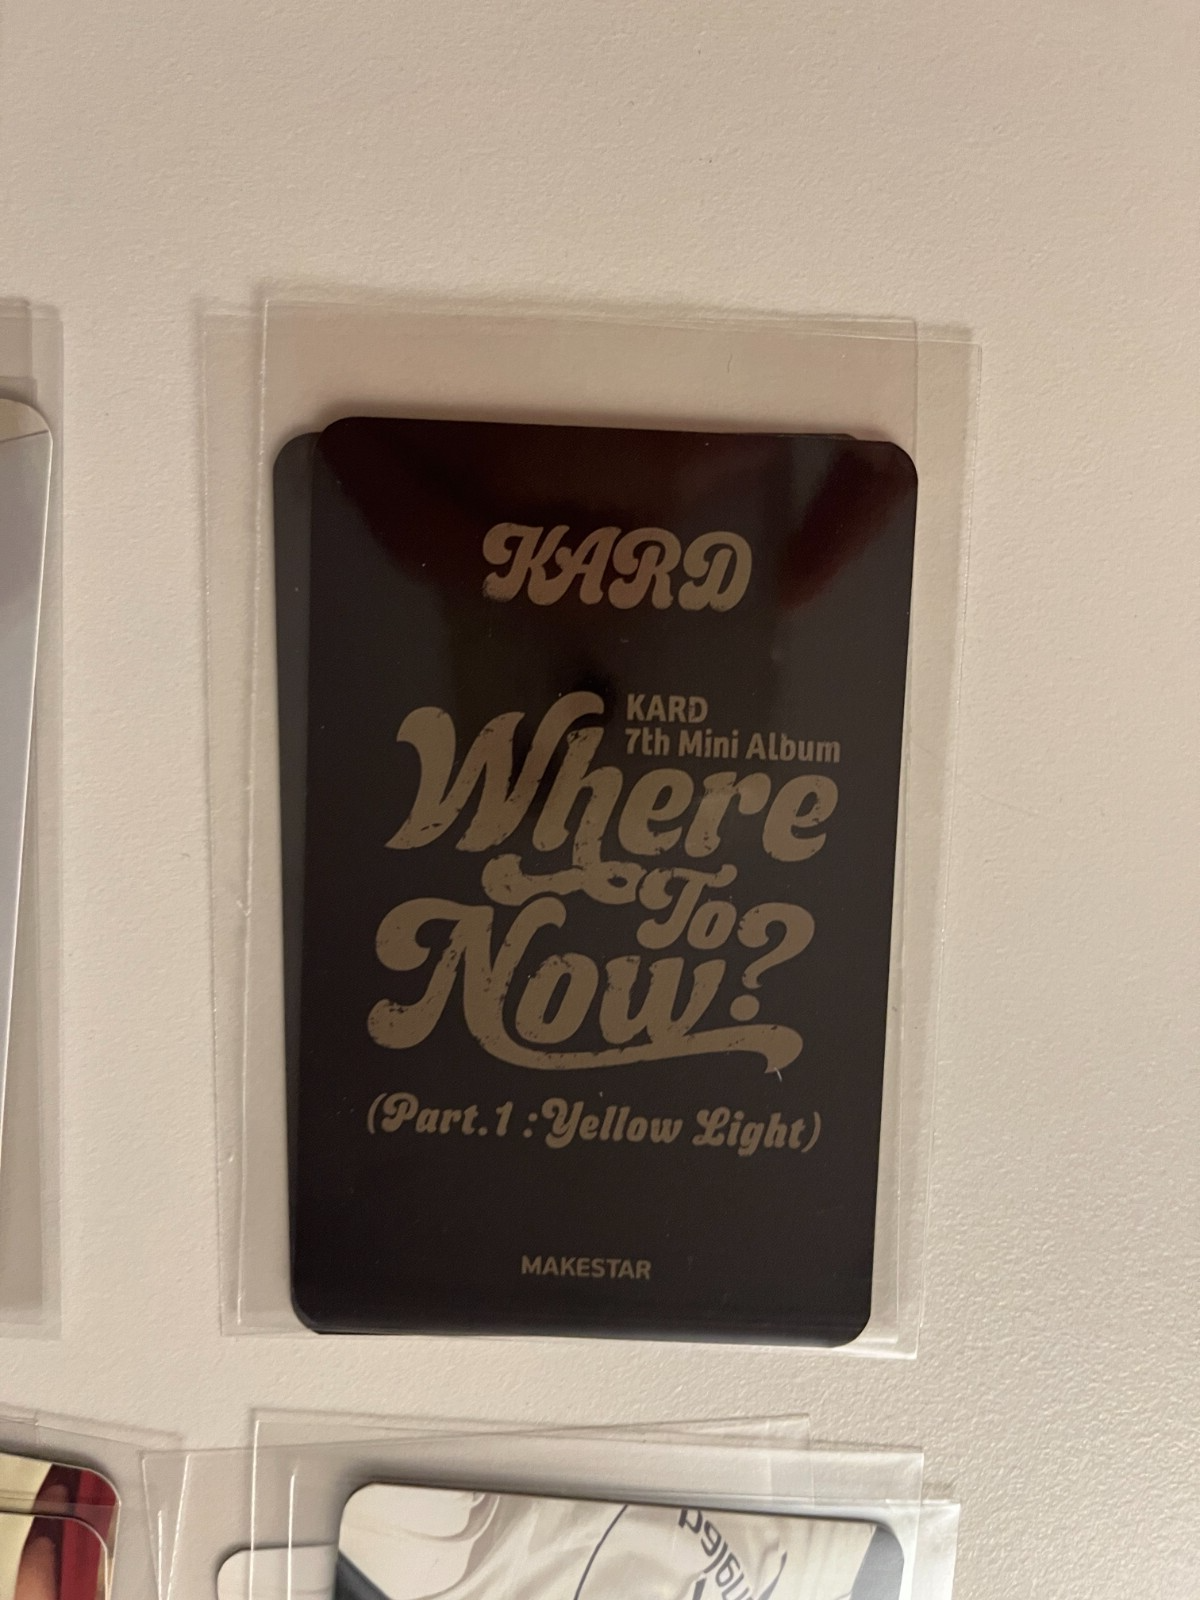 KARD
KARD
7th Mini Album
Where
To
Now?
(Part.1 : Yellow Light)
MAKESTAR